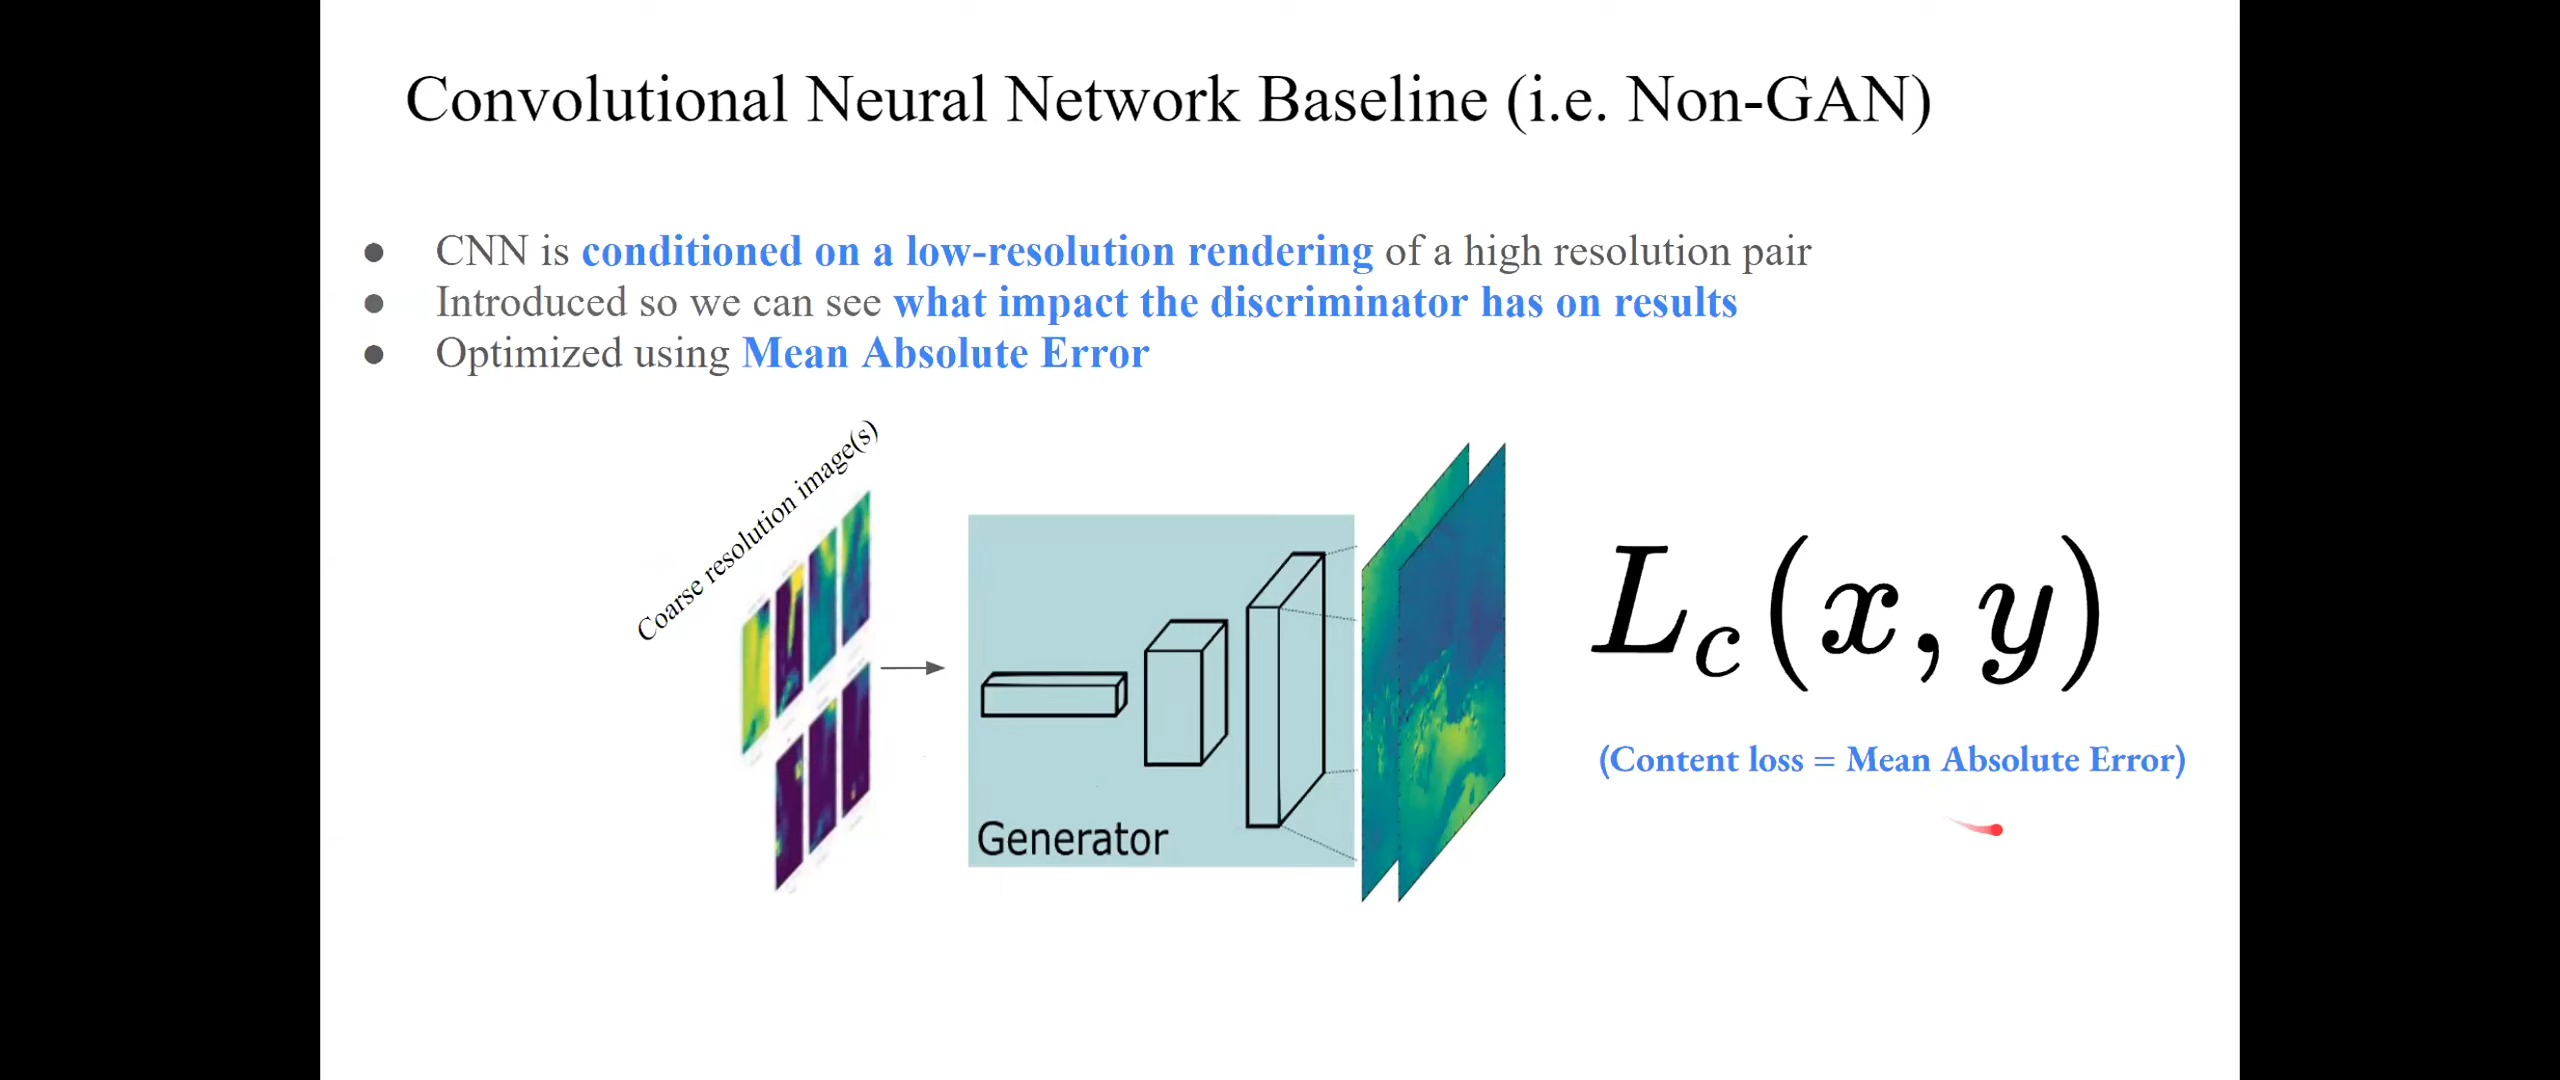 Convolutional Neural Network Baseline (i.e. Non-GAN)
● CNN is conditioned on a low-resolution rendering of a high resolution pair
● Introduced so we can see what impact the discriminator has on results
● Optimized using Mean Absolute Error
Coarse resolution image(s)
Generator
L_c(x, y)
(Content loss = Mean Absolute Error)